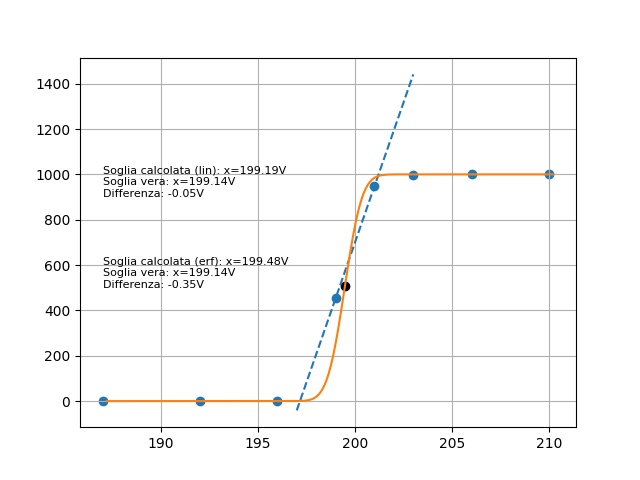 1400
1200
1000
800
600
400
200
0
Soglia calcolata (lin): x=199.19V
Soglia vera: x=199.14V
Differenza: -0.05V
Soglia calcolata (erf): x=199.48V
Soglia vera: x=199.14V
Differenza: -0.35V
190
195
200
205
210